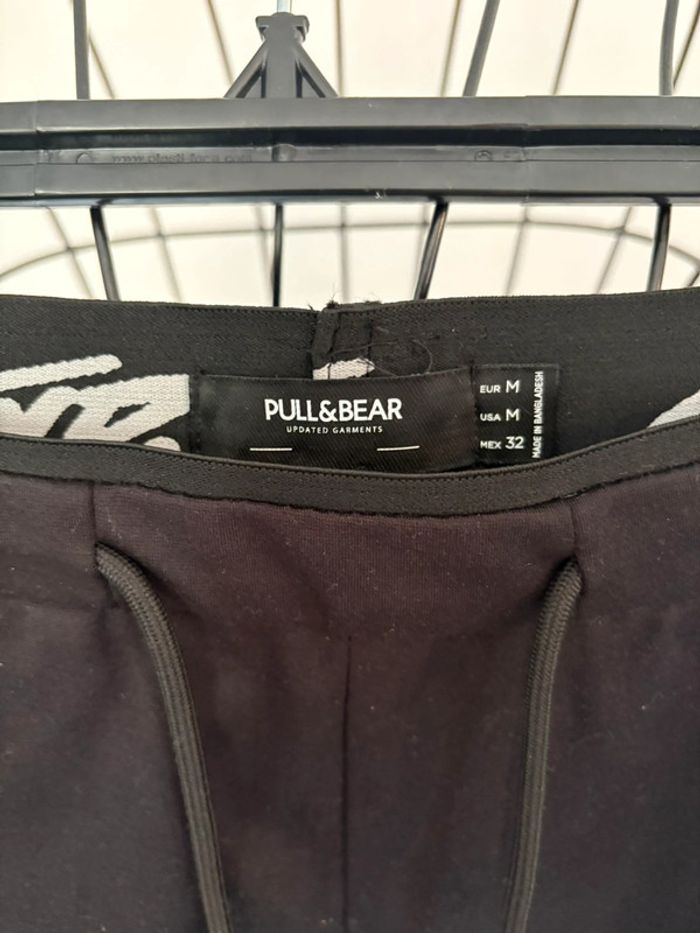 PULL&BEAR
UPDATED GARMENTS
EUR M
USA M
MEX 32
MADE IN BANGLADESH